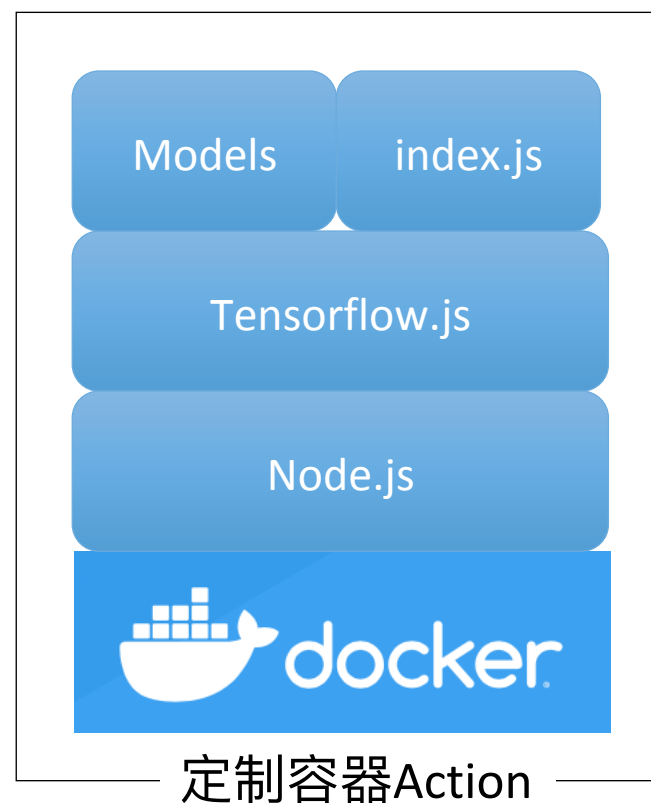 Models index.js
Tensorflow.js
Node.js
docker
定制容器Action